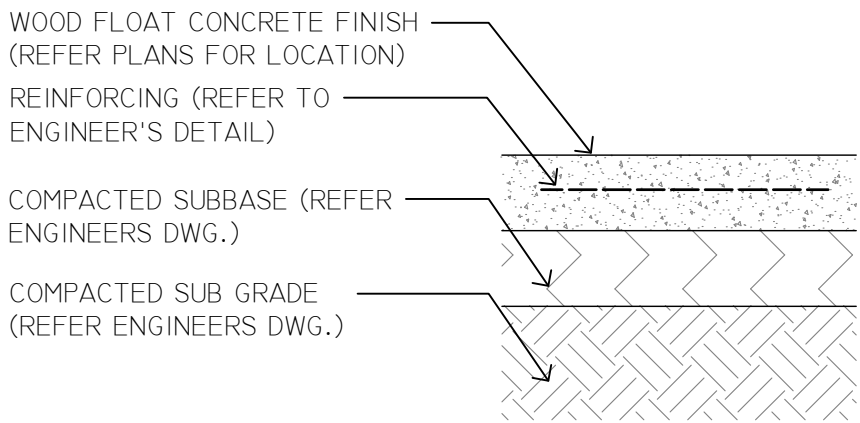 WOOD FLOAT CONCRETE FINISH
(REFER PLANS FOR LOCATION)
REINFORCING (REFER TO
ENGINEER'S DETAIL)
COMPACTED SUBBASE (REFER
ENGINEERS DWG.)
COMPACTED SUB GRADE
(REFER ENGINEERS DWG.)